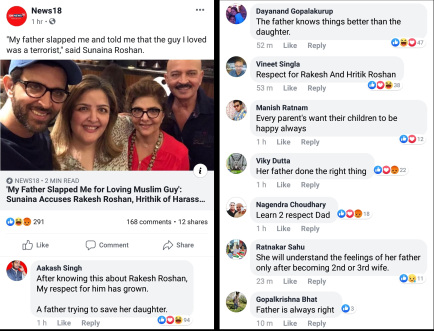 News18
1 hr
"My father slapped me and told me that the guy I loved
was a terrorist," said Sunaina Roshan.
NEWS18 • 2 MIN READ
'My Father Slapped Me for Loving Muslim Guy':
Sunaina Accuses Rakesh Roshan, Hrithik of Harass...
291
168 comments • 12 shares
Like Comment Share
Aakash Singh
After knowing this about Rakesh Roshan,
My respect for him has grown.
A father trying to save her daughter.
1 h Like Reply 94
Dayanand Gopalakurup
The father knows things better than the
daughter.
52 m Like Reply 47
Vineet Singla
Respect for Rakesh And Hritik Roshan
53 m Like Reply 28
Manish Ratnam
Every parent's want their children to be
happy always
1 h Like Reply 12
Viky Dutta
Her father done the right thing
1 h Like Reply 22
Nagendra Choudhary
Learn 2 respect Dad
1 h Like Reply 18
Ratnakar Sahu
She will understand the feelings of her father
only after becoming 2nd or 3rd wife.
23 m Like Reply 11
Gopalkrishna Bhat
Father is always right
10 m Like Reply 3